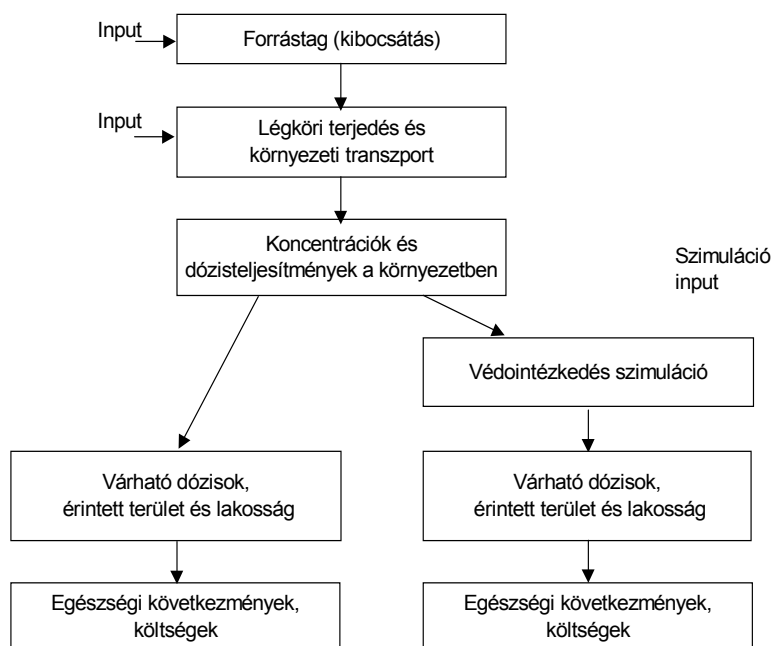 Input
Forrástag (kibocsátás)
Input
Légköri terjedés és
környezeti transzport
Koncentrációk és
dózisteljesítmények a környezetben
Szimuláció
input
Védointézkedés szimuláció
Várható dózisok,
érintett terület és lakosság
Várható dózisok,
érintett terület és lakosság
Egészségi következmények,
költségek
Egészségi következmények,
költségek